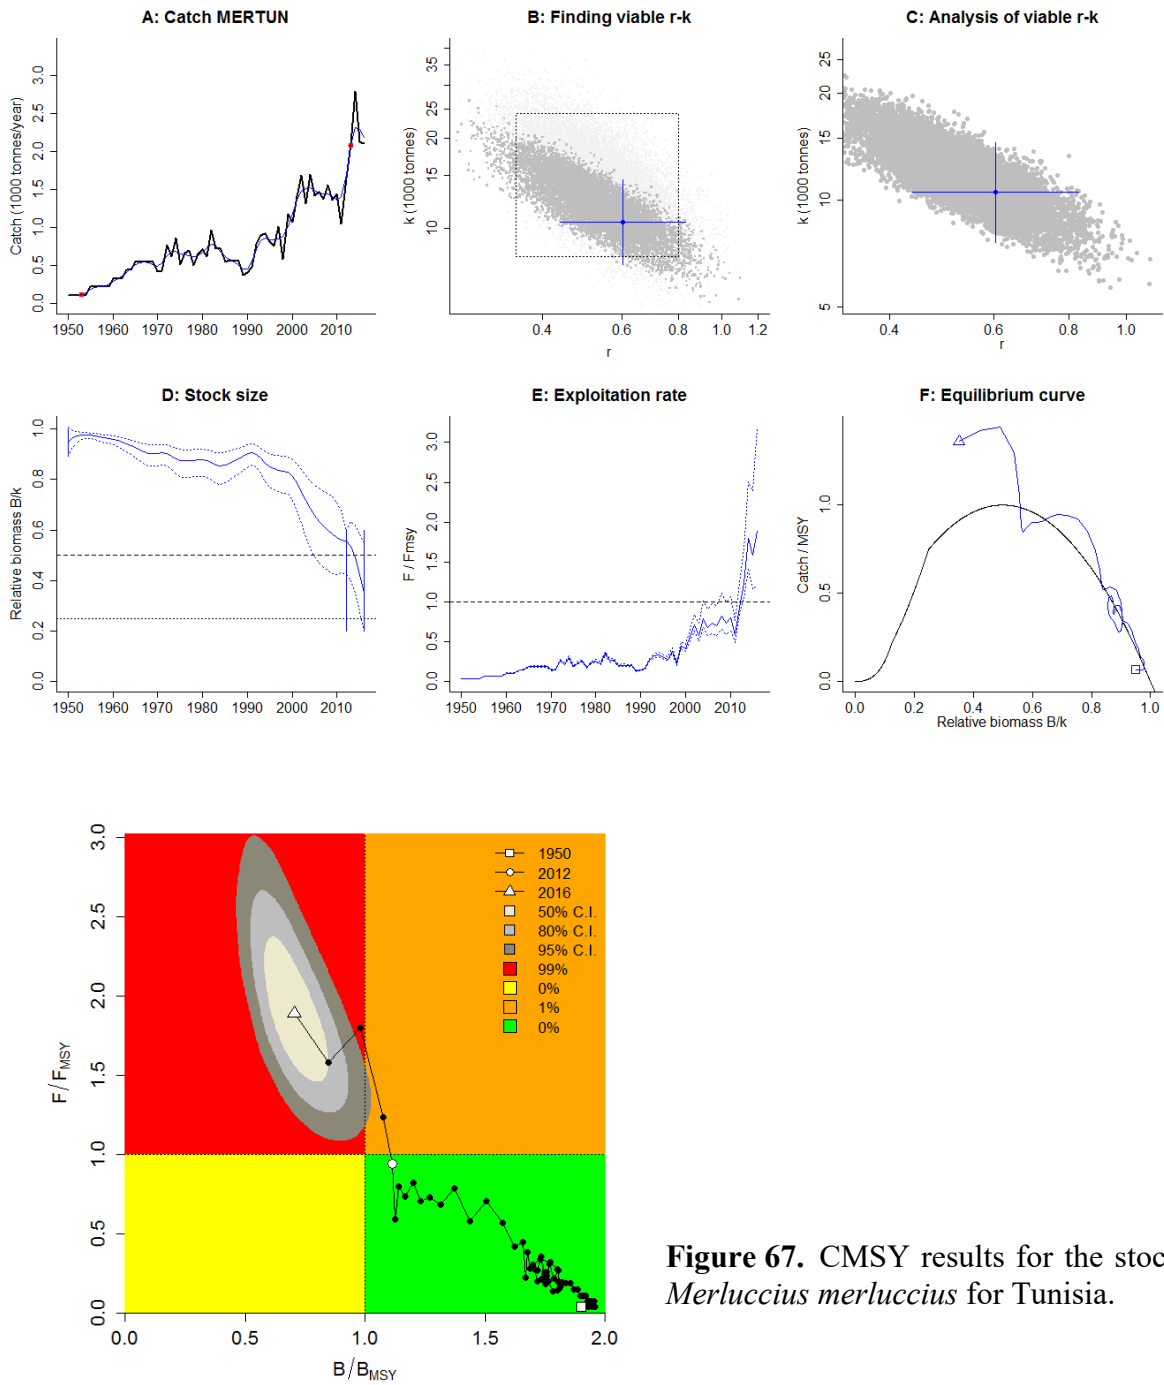 A: Catch MERTUN
Catch (1000 tonnes/year)
0.0 0.5 1.0 1.5 2.0 2.5 3.0
1950 1960 1970 1980 1990 2000 2010
B: Finding viable r-k
k (1000 tonnes)
10 15 20 25 35
0.4 0.6 0.8 1.0 1.2
r
C: Analysis of viable r-k
k (1000 tonnes)
5 10 15 20 25
0.4 0.6 0.8 1.0
r
D: Stock size
Relative biomass B/k
0.0 0.2 0.4 0.6 0.8 1.0
1950 1960 1970 1980 1990 2000 2010
E: Exploitation rate
F / Fmsy
0.0 0.5 1.0 1.5 2.0 2.5 3.0
1950 1960 1970 1980 1990 2000 2010
F: Equilibrium curve
Catch / MSY
0.0 0.5 1.0
0.0 0.2 0.4 0.6 0.8 1.0
Relative biomass B/k
F / FMSY
0.0 0.5 1.0 1.5 2.0 2.5 3.0
1950
2012
2016
50% C.I.
80% C.I.
95% C.I.
99%
0%
1%
0%
0.0 0.5 1.0 1.5 2.0
B / BMSY
Figure 67. CMSY results for the stoc
Merluccius merluccius for Tunisia.